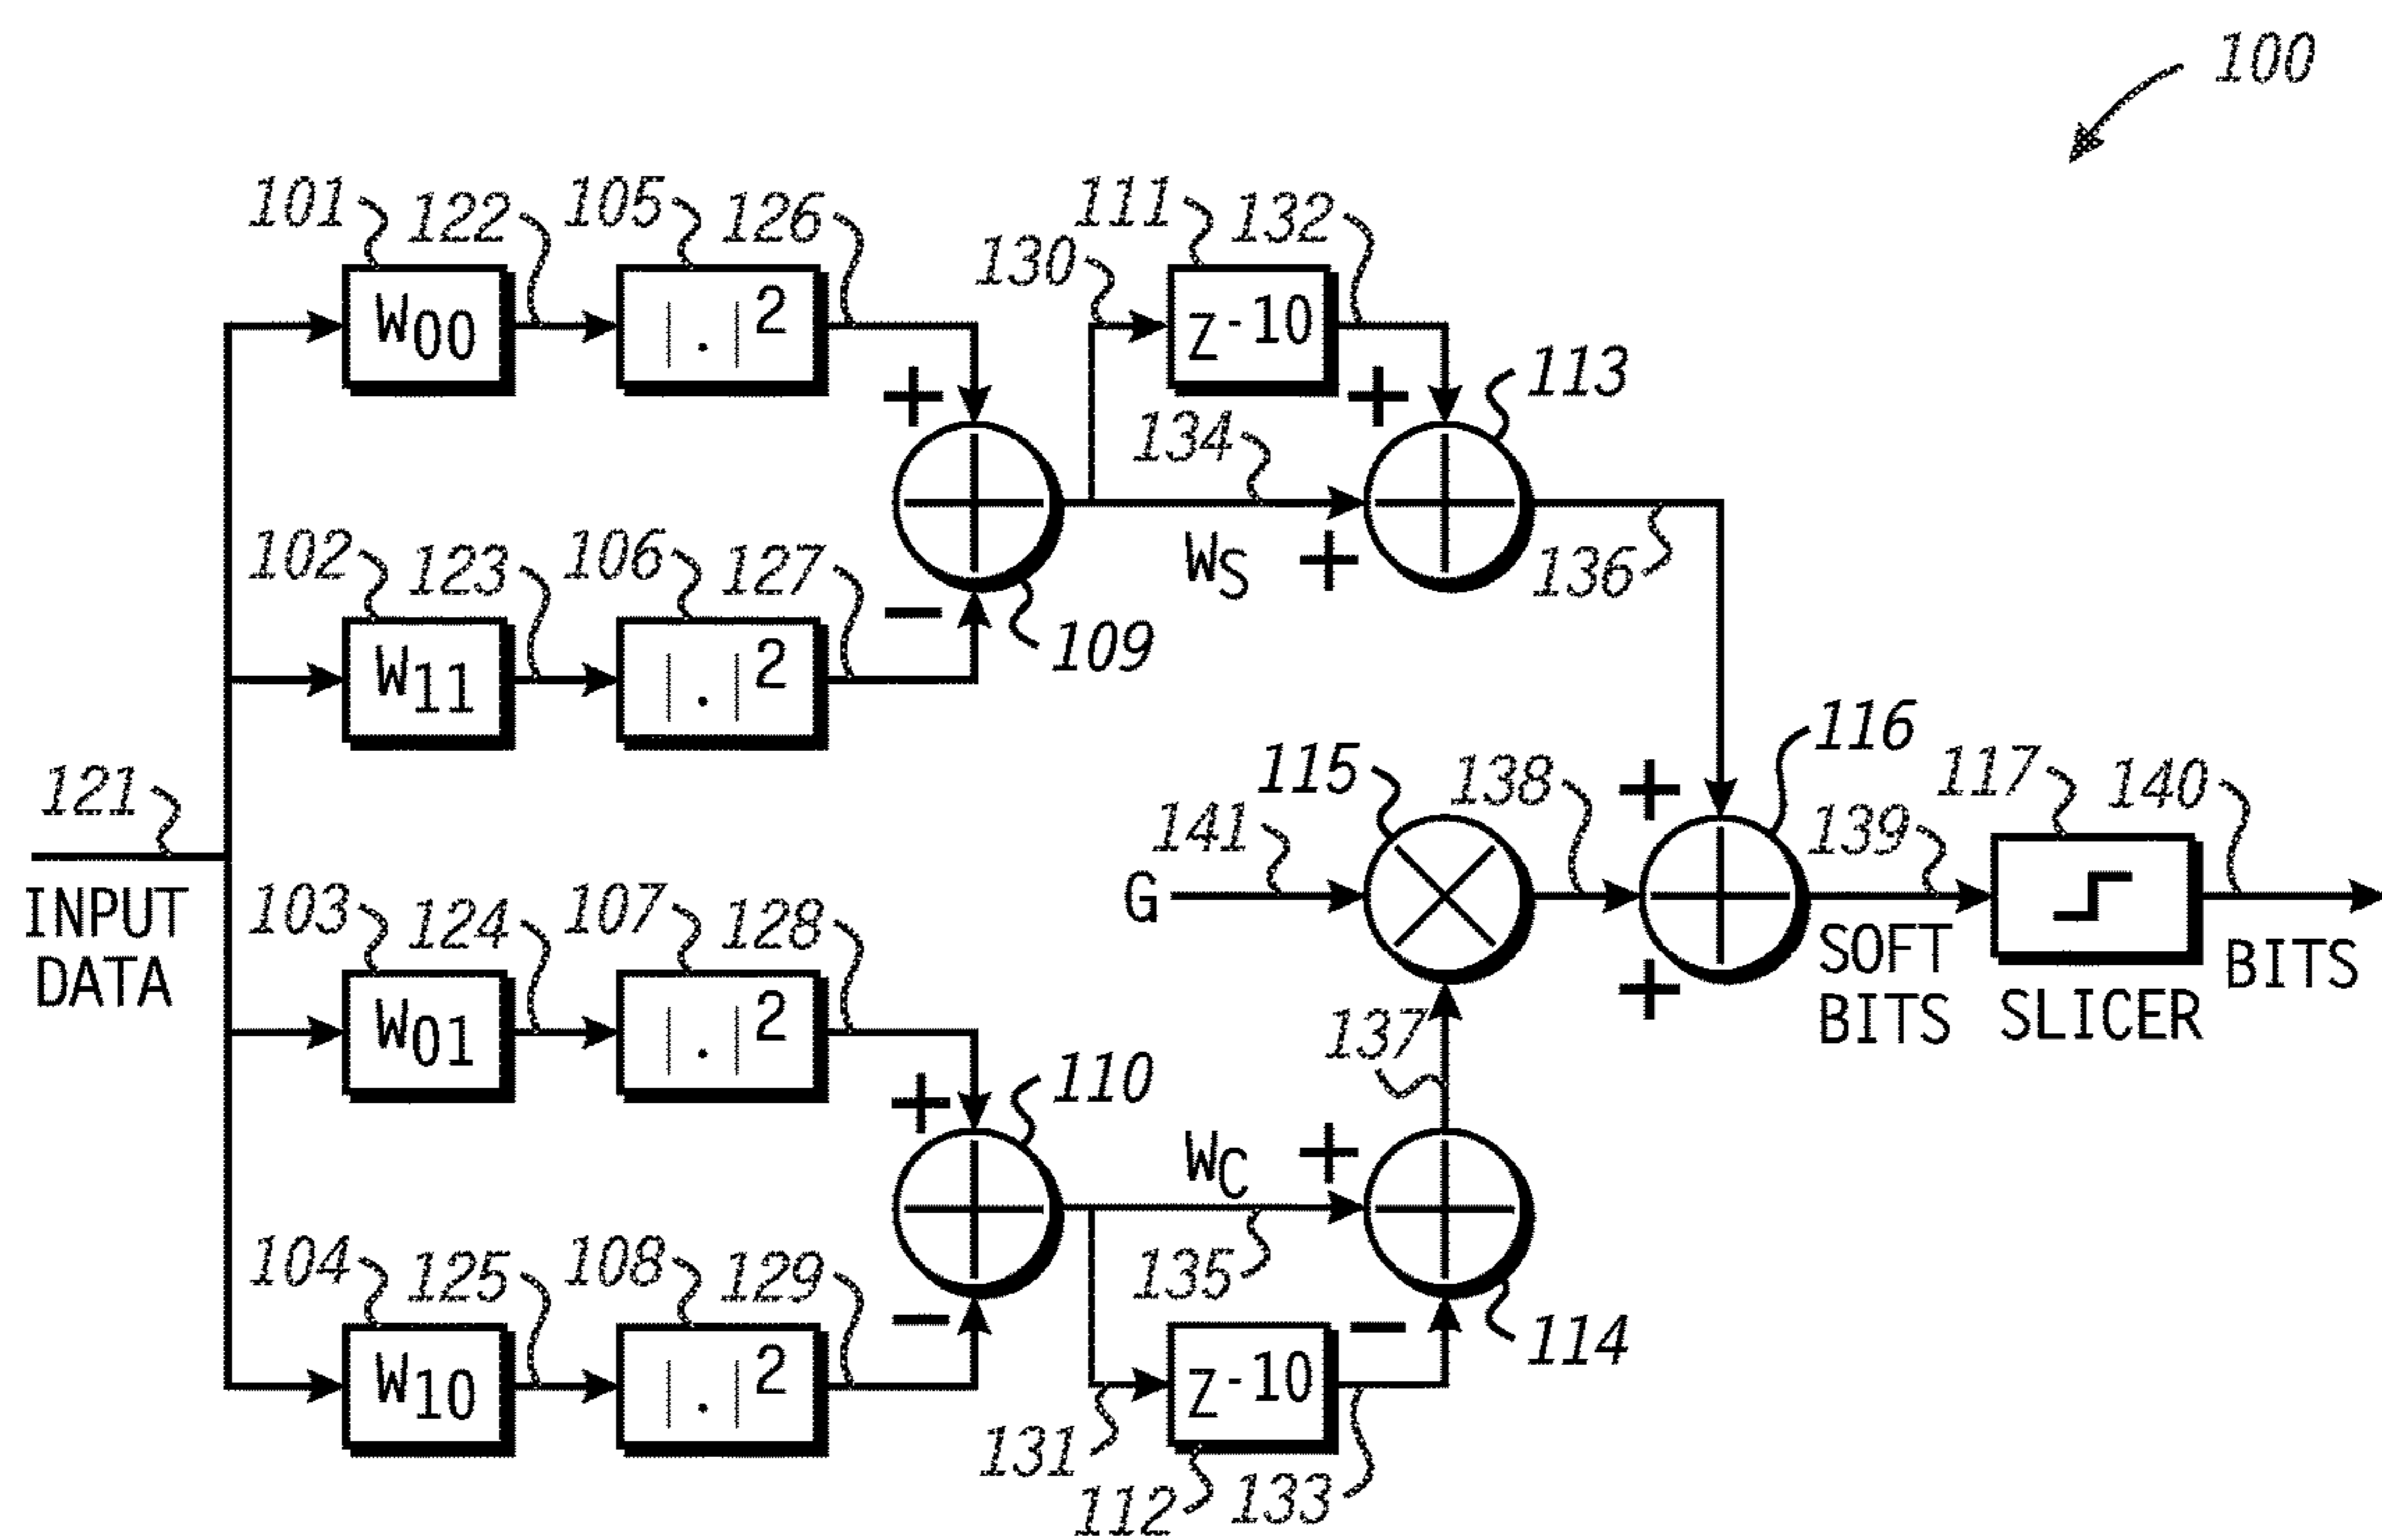 100
101 122 105 126 111 132
130
W00 | . |2 Z-10
+ + 113
134
102 123 106 127 WS + 136
− 109
W11 | . |2
116
121 115 138 + 117 140
141 139
INPUT
DATA
103 124 107 128 G
SOFT
BITS
SLICER
BITS
+
137
W01 | . |2
+ 110
WC +
104 125 108 129 135
− − 114
W10 | . |2 Z-10
131
112 133